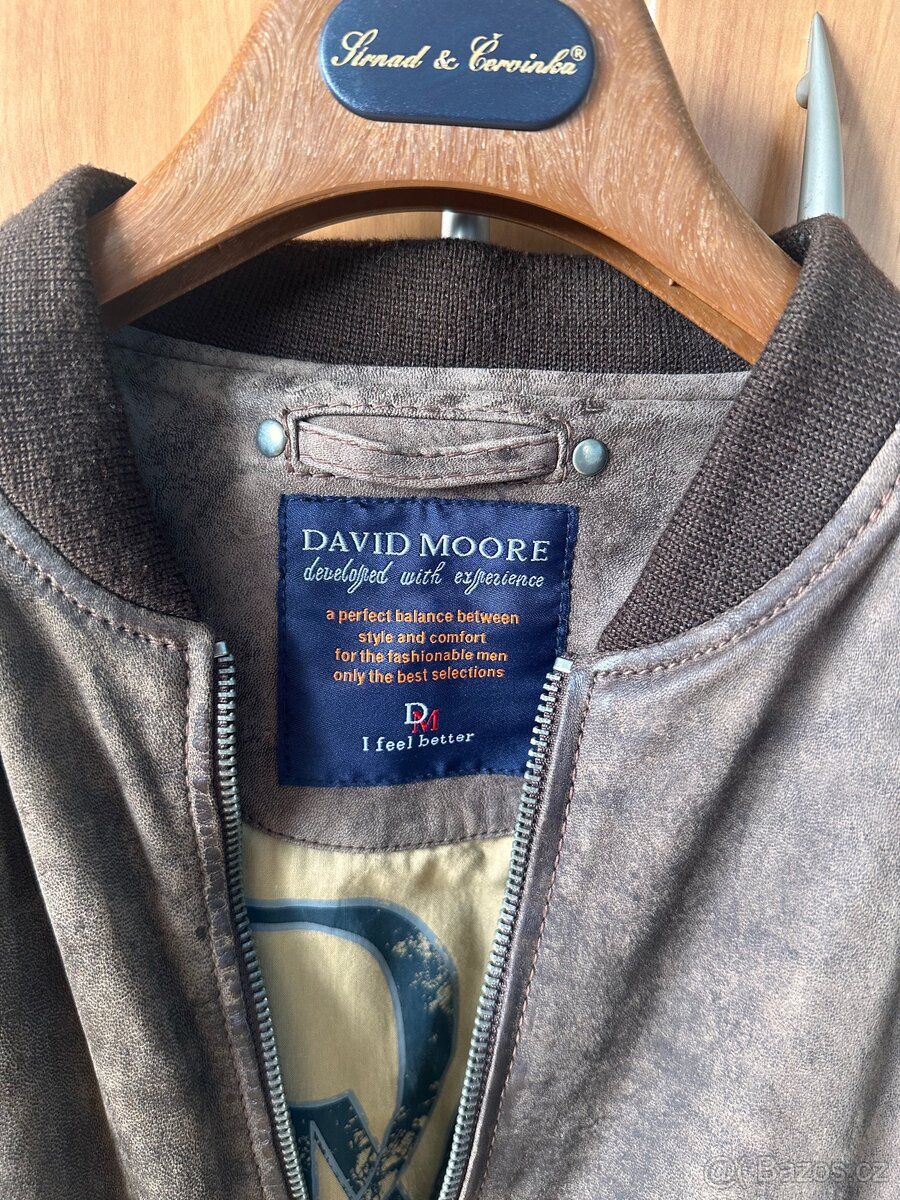 Sirnad & Červinka®
DAVID MOORE
developed with experience
a perfect balance between
style and comfort
for the fashionable men
only the best selections
DM
I feel better
© Bazos.cz